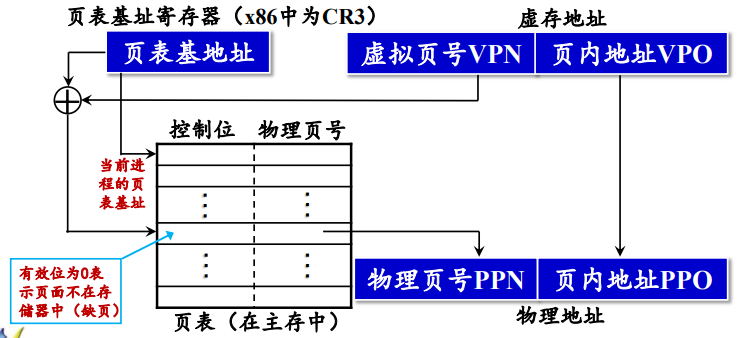 页表基址寄存器（x86中为CR3）
虚存地址
页表基地址
虚拟页号VPN
页内地址VPO
控制位
物理页号
当前进
程的页
表基址
有效位为0表
示页面不在存
储器中（缺页）
物理页号PPN
页内地址PPO
页表（在主存中）
物理地址